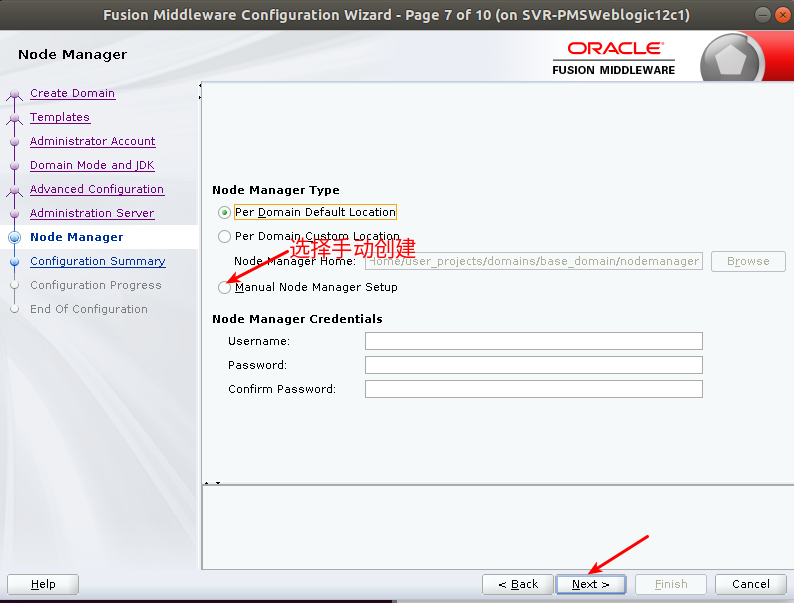 Fusion Middleware Configuration Wizard - Page 7 of 10 (on SVR-PMSWeblogic12c1)
Node Manager
ORACLE
FUSION MIDDLEWARE
Create Domain
Templates
Administrator Account
Domain Mode and JDK
Advanced Configuration
Administration Server
Node Manager
Configuration Summary
Configuration Progress
End Of Configuration
Node Manager Type
Per Domain Default Location
Per Domain Custom Location
选择手动创建
Node Manager Home: Home/user_projects/domains/base_domain/nodemanager Browse
Manual Node Manager Setup
Node Manager Credentials
Username:
Password:
Confirm Password:
Help < Back Next > Finish Cancel